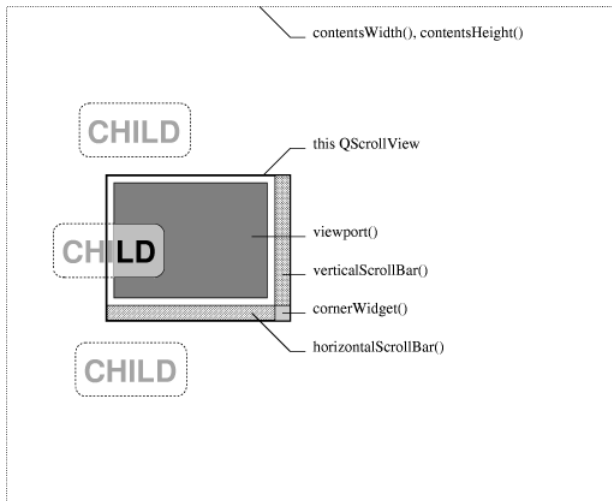 contentsWidth(), contentsHeight()
CHILD
this QScrollView
viewport()
CHILD
verticalScrollBar()
cornerWidget()
horizontalScrollBar()
CHILD